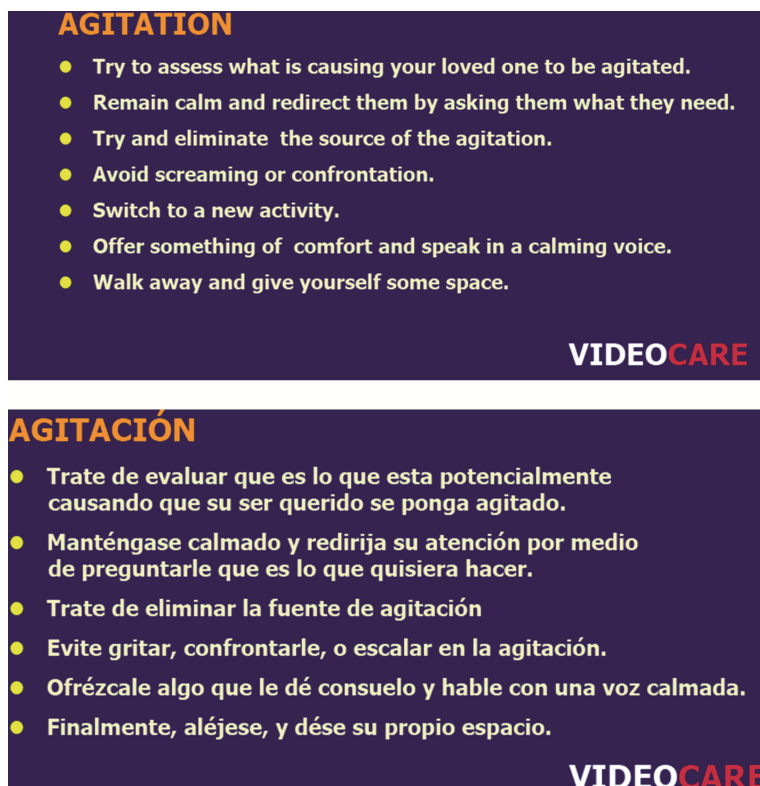 AGITATION
Try to assess what is causing your loved one to be agitated.
Remain calm and redirect them by asking them what they need.
Try and eliminate the source of the agitation.
Avoid screaming or confrontation.
Switch to a new activity.
Offer something of comfort and speak in a calming voice.
Walk away and give yourself some space.
VIDEOCARE
AGITACIÓN
Trate de evaluar que es lo que esta potencialmente
causando que su ser querido se ponga agitado.
Manténgase calmado y redirija su atención por medio
de preguntarle que es lo que quisiera hacer.
Trate de eliminar la fuente de agitación
Evite gritar, confrontarle, o escalar en la agitación.
Ofrézcale algo que le dé consuelo y hable con una voz calmada.
Finalmente, aléjese, y dése su propio espacio.
VIDEOCARE